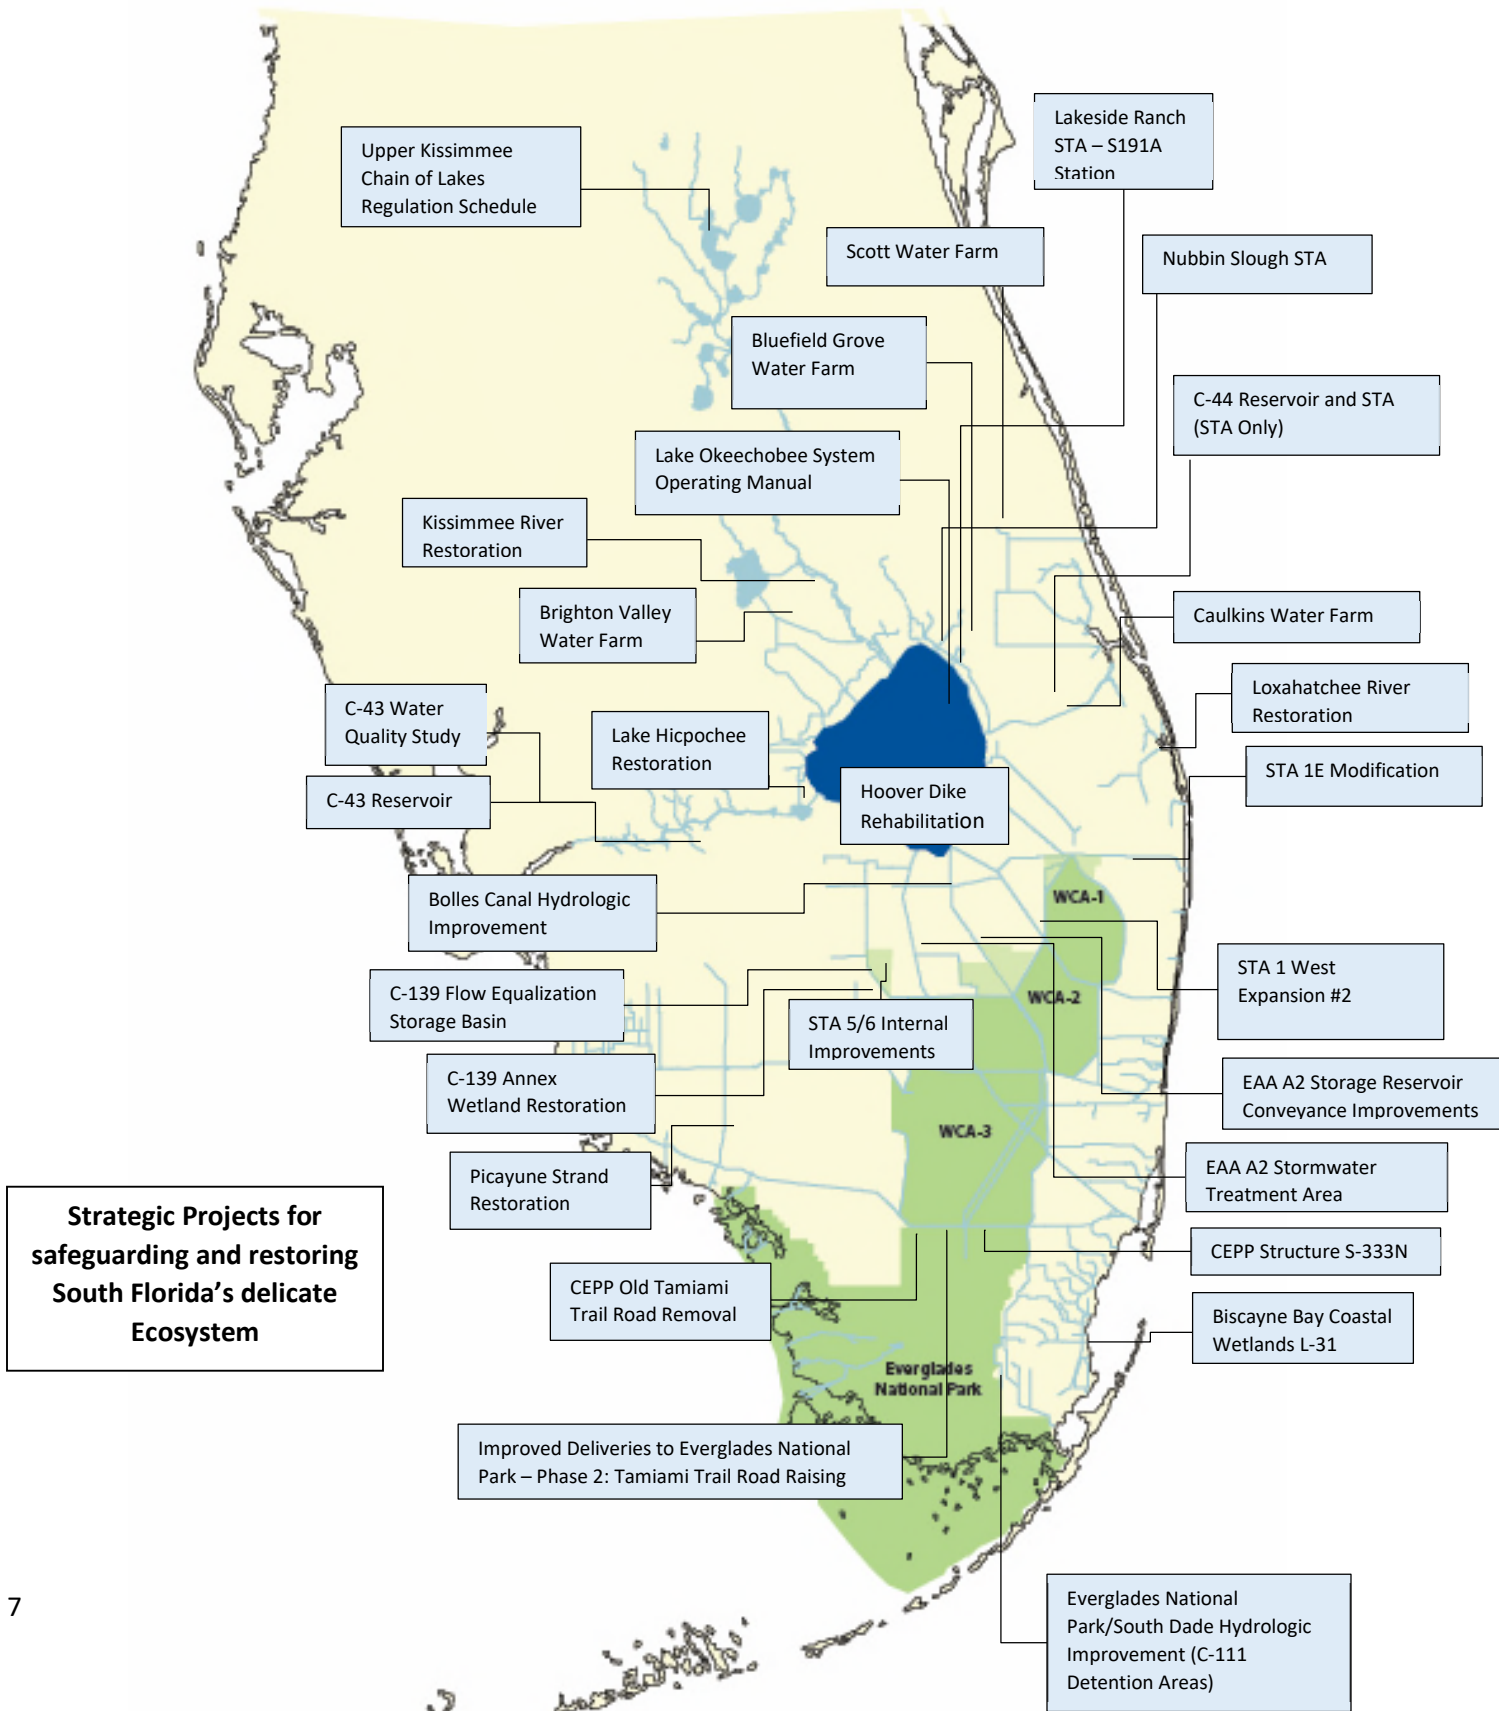 Lakeside Ranch
STA – S191A
Station
Upper Kissimmee
Chain of Lakes
Regulation Schedule
Scott Water Farm
Nubbin Slough STA
Bluefield Grove
Water Farm
C-44 Reservoir and STA
(STA Only)
Lake Okeechobee System
Operating Manual
Kissimmee River
Restoration
Brighton Valley
Water Farm
Caulkins Water Farm
Loxahatchee River
Restoration
C-43 Water
Quality Study
Lake Hicpochee
Restoration
STA 1E Modification
C-43 Reservoir
Hoover Dike
Rehabilitation
Bolles Canal Hydrologic
Improvement
WCA-1
STA 1 West
Expansion #2
C-139 Flow Equalization
Storage Basin
WCA-2
STA 5/6 Internal
Improvements
C-139 Annex
Wetland Restoration
EAA A2 Storage Reservoir
Conveyance Improvements
WCA-3
Picayune Strand
Restoration
EAA A2 Stormwater
Treatment Area
Strategic Projects for
safeguarding and restoring
South Florida’s delicate
Ecosystem
CEPP Structure S-333N
CEPP Old Tamiami
Trail Road Removal
Biscayne Bay Coastal
Wetlands L-31
Everglades
National Park
Improved Deliveries to Everglades National
Park – Phase 2: Tamiami Trail Road Raising
Everglades National
Park/South Dade Hydrologic
Improvement (C-111
Detention Areas)
7